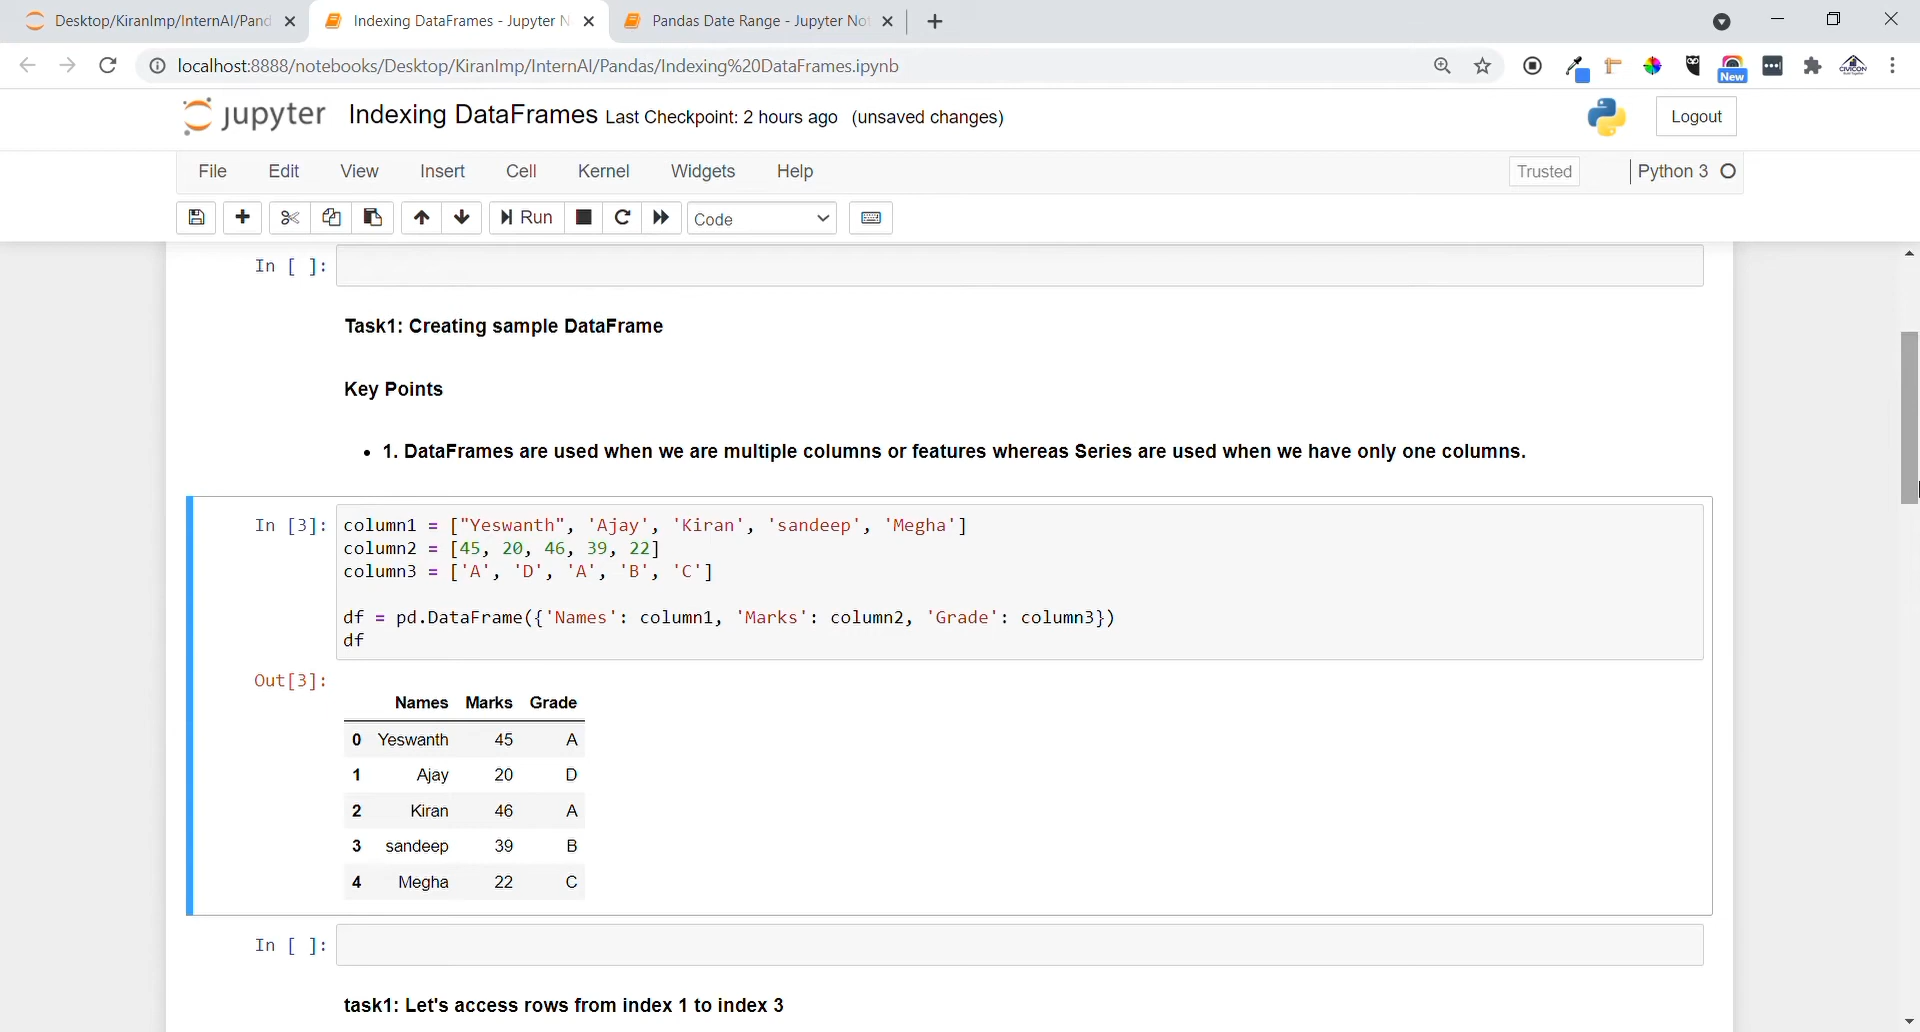 Desktop/KiranImp/InternAI/Pand
Indexing DataFrames - Jupyter N
Pandas Date Range - Jupyter No
localhost:8888/notebooks/Desktop/KiranImp/InternAI/Pandas/Indexing%20DataFrames.ipynb
New
CIVICON
jupyter Indexing DataFrames Last Checkpoint: 2 hours ago (unsaved changes)
Logout
File Edit View Insert Cell Kernel Widgets Help
Trusted
Python 3
Run
Code
In [ ]:
Task1: Creating sample DataFrame
Key Points
• 1. DataFrames are used when we are multiple columns or features whereas Series are used when we have only one columns.
In [3]: column1 = ["Yeswanth", 'Ajay', 'Kiran', 'sandeep', 'Megha']
column2 = [45, 20, 46, 39, 22]
column3 = ['A', 'D', 'A', 'B', 'C']
df = pd.DataFrame({'Names': column1, 'Marks': column2, 'Grade': column3})
df
Out[3]:
Names Marks Grade
0 Yeswanth 45 A
1 Ajay 20 D
2 Kiran 46 A
3 sandeep 39 B
4 Megha 22 C
In [ ]:
task1: Let's access rows from index 1 to index 3